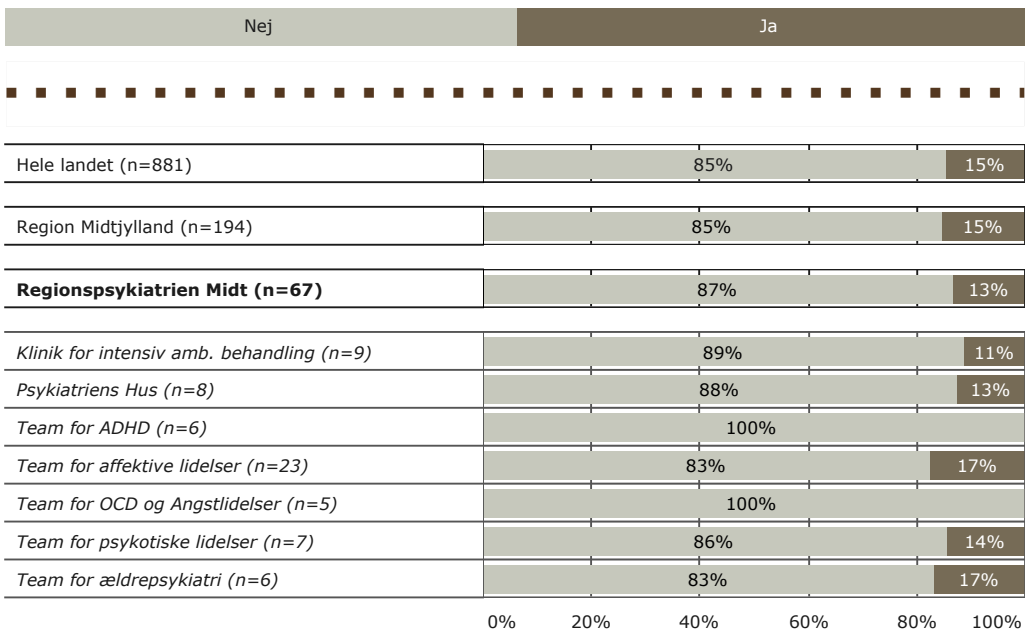 Nej Ja
Hele landet (n=881) 85% 15%
Region Midtjylland (n=194) 85% 15%
Regionspsykiatrien Midt (n=67) 87% 13%
Klinik for intensiv amb. behandling (n=9) 89% 11%
Psykiatriens Hus (n=8) 88% 13%
Team for ADHD (n=6) 100%
Team for affektive lidelser (n=23) 83% 17%
Team for OCD og Angstlidelser (n=5) 100%
Team for psykotiske lidelser (n=7) 86% 14%
Team for ældrepsykiatri (n=6) 83% 17%
0% 20% 40% 60% 80% 100%